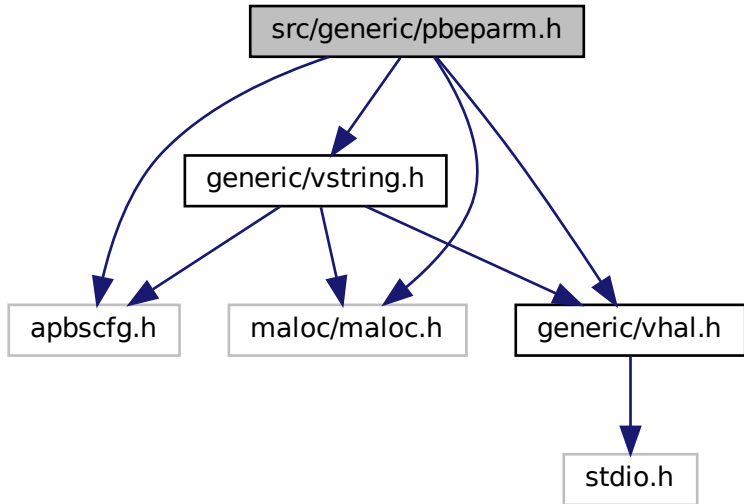 src/generic/pbeparm.h
generic/vstring.h
apbscfg.h
maloc/maloc.h
generic/vhal.h
stdio.h